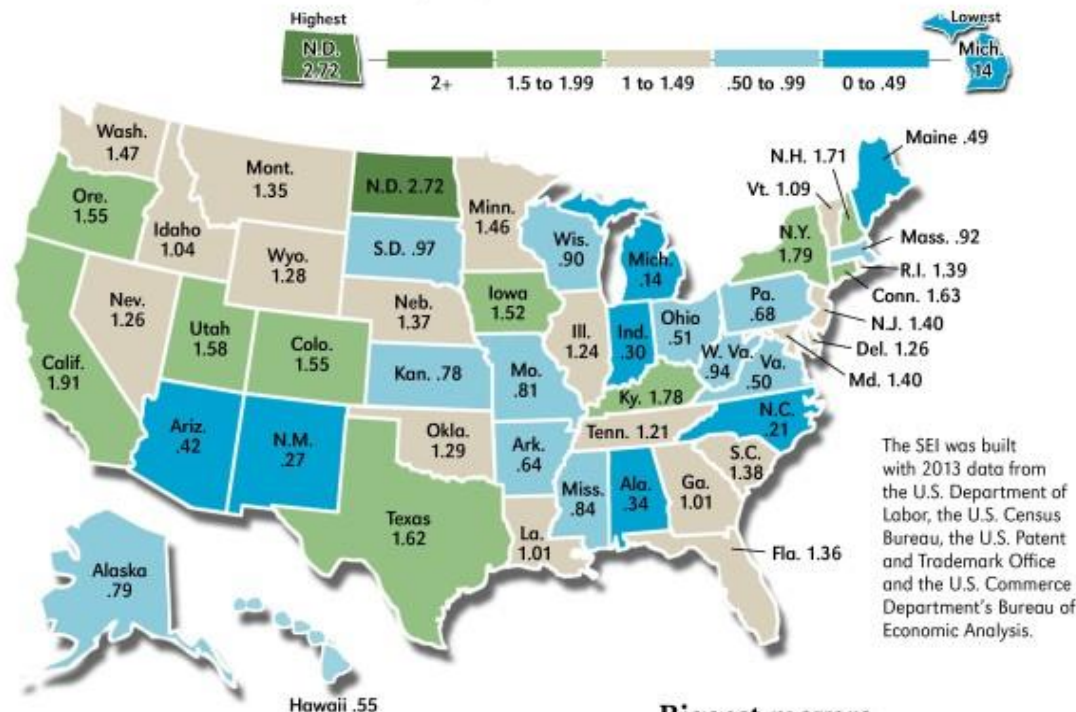 Highest
N.D.
2.72
2+
1.5 to 1.99
1 to 1.49
.50 to .99
0 to .49
Lowest
Mich.
.14
Wash.
1.47
Ore.
1.55
Calif.
1.91
Idaho
1.04
Nev.
1.26
Mont.
1.35
Wyo.
1.28
Utah
1.58
Colo.
1.55
Ariz.
.42
N.M.
.27
N.D. 2.72
S.D. .97
Neb.
1.37
Kan. .78
Okla.
1.29
Texas
1.62
Minn.
1.46
Iowa
1.52
Mo.
.81
Ark.
.64
La.
1.01
Wis.
.90
Ill.
1.24
Mich.
.14
Ind.
.30
Ohio
.51
Ky. 1.78
Tenn. 1.21
Miss.
.84
Ala.
.34
Ga.
1.01
Fla. 1.36
S.C.
1.38
N.C.
.21
W. Va.
.94
Va.
.50
Pa.
.68
N.Y.
1.79
Vt. 1.09
N.H. 1.71
Maine .49
Mass. .92
R.I. 1.39
Conn. 1.63
N.J. 1.40
Del. 1.26
Md. 1.40
Alaska
.79
Hawaii .55
The SEI was built
with 2013 data from
the U.S. Department of
Labor, the U.S. Census
Bureau, the U.S. Patent
and Trademark Office
and the U.S. Commerce
Department's Bureau of
Economic Analysis.